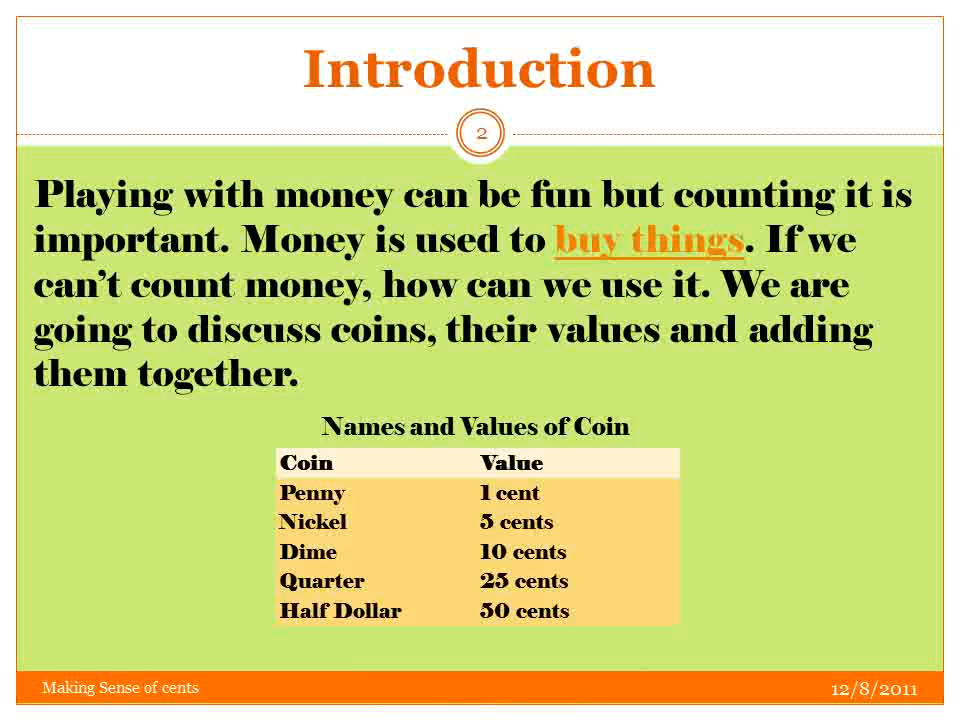 Introduction
2
Playing with money can be fun but counting it is
important. Money is used to buy things. If we
can't count money, how can we use it. We are
going to discuss coins, their values and adding
them together.
Names and Values of Coin
Coin Value
Penny 1 cent
Nickel 5 cents
Dime 10 cents
Quarter 25 cents
Half Dollar 50 cents
Making Sense of cents 12/8/2011